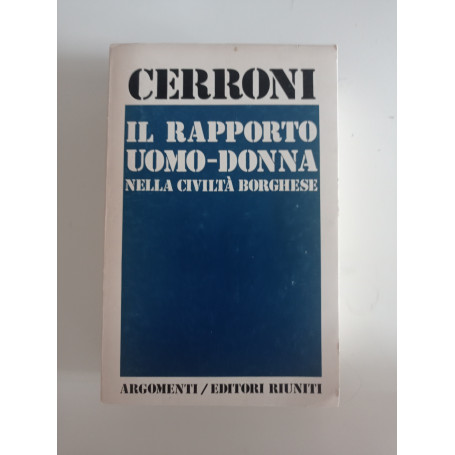 CERRONI
IL RAPPORTO
UOMO-DONNA
NELLA CIVILTÀ BORGHESE
ARGOMENTI/EDITORI RIUNITI